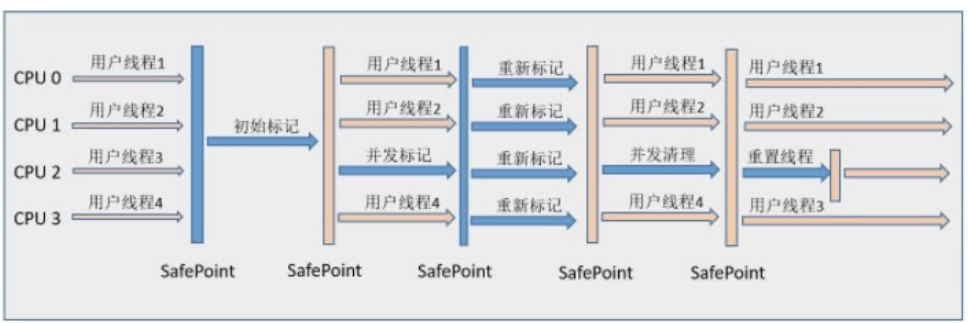 CPU 0 用户线程1 用户线程1 重新标记 用户线程1 用户线程1
CPU 1 用户线程2 初始标记 用户线程2 重新标记 用户线程2 用户线程2
CPU 2 用户线程3 并发标记 重新标记 并发清理 重置线程
CPU 3 用户线程4 用户线程4 重新标记 用户线程4 用户线程3
SafePoint SafePoint SafePoint SafePoint SafePoint